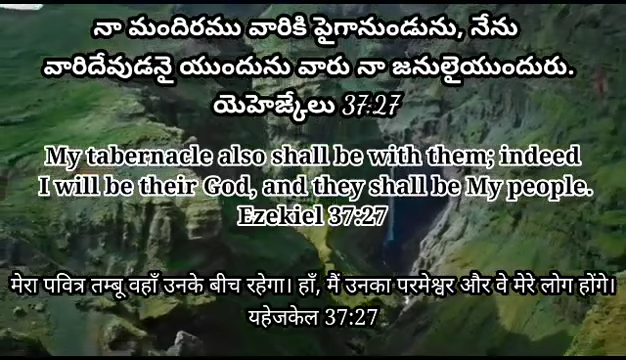 నా మందిరము వారికి పైగానుండును, నేను
వారిదేవుడనై యుందును వారు నా జనులైయుందురు.
యెహెజ్కేలు 37:27
My tabernacle also shall be with them; indeed
I will be their God, and they shall be My people.
Ezekiel 37:27
मेरा पवित्र तम्बू वहाँ उनके बीच रहेगा। हाँ, मैं उनका परमेश्वर और वे मेरे लोग होंगे।
यहेजकेल 37:27